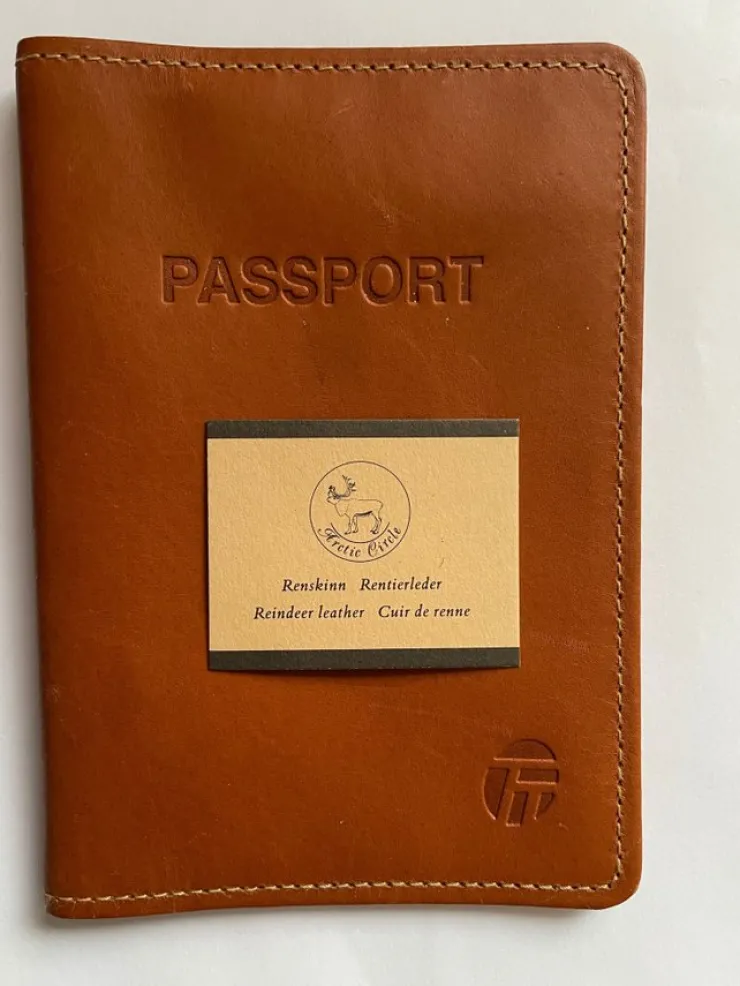 PASSPORT
Arctic Circle
Renskinn Rentierleder
Reindeer leather Cuir de renne